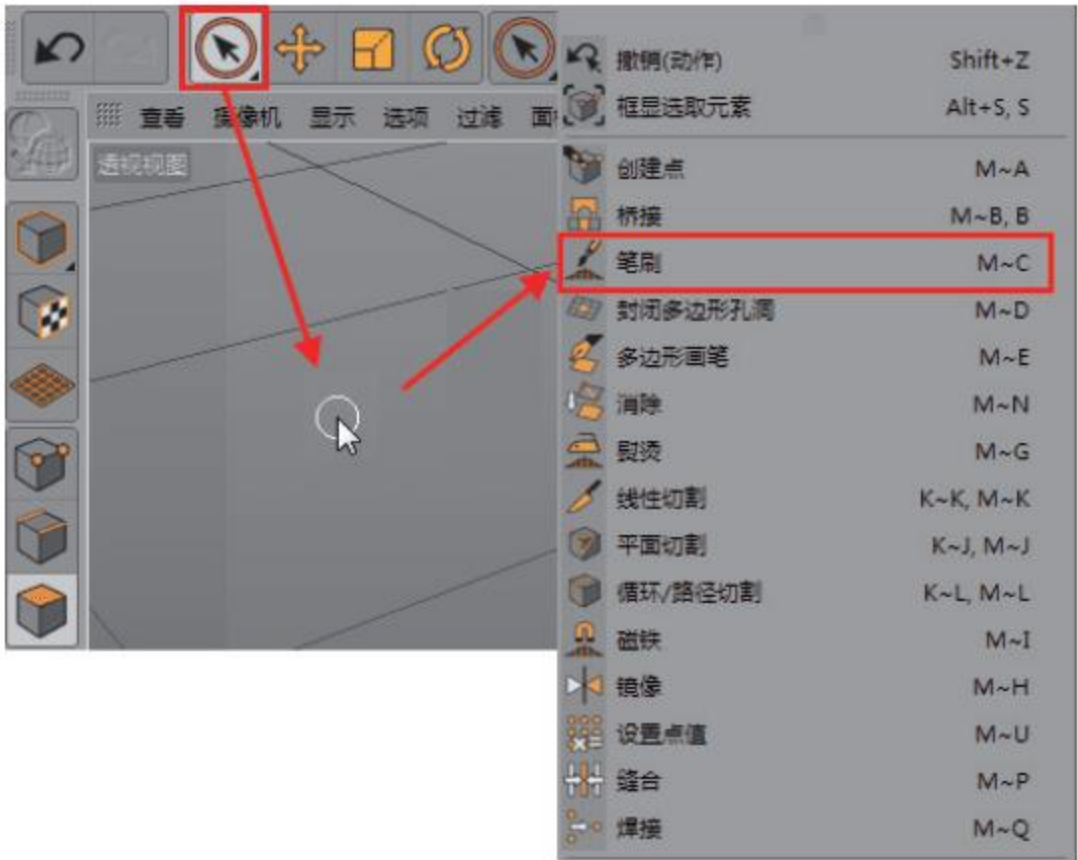 查看 摄像机 显示 选项 过滤 面
透视视图
撤销(动作) Shift+Z
框显选取元素 Alt+S, S
创建点 M~A
桥接 M~B, B
笔刷 M~C
封闭多边形孔洞 M~D
多边形画笔 M~E
消除 M~N
熨烫 M~G
线性切割 K~K, M~K
平面切割 K~J, M~J
循环/路径切割 K~L, M~L
磁铁 M~I
镜像 M~H
设置点值 M~U
缝合 M~P
焊接 M~Q